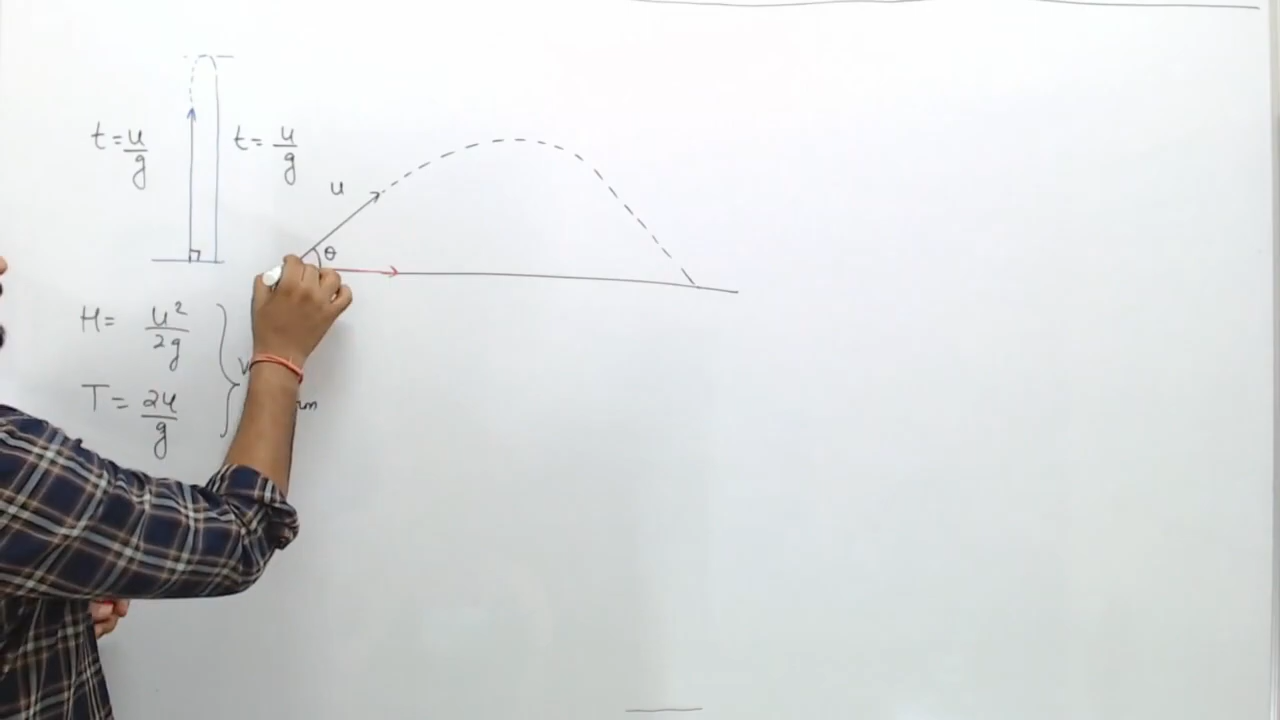 t = u/g
t = u/g
u
θ
H = u²/2g
T = 2u/g